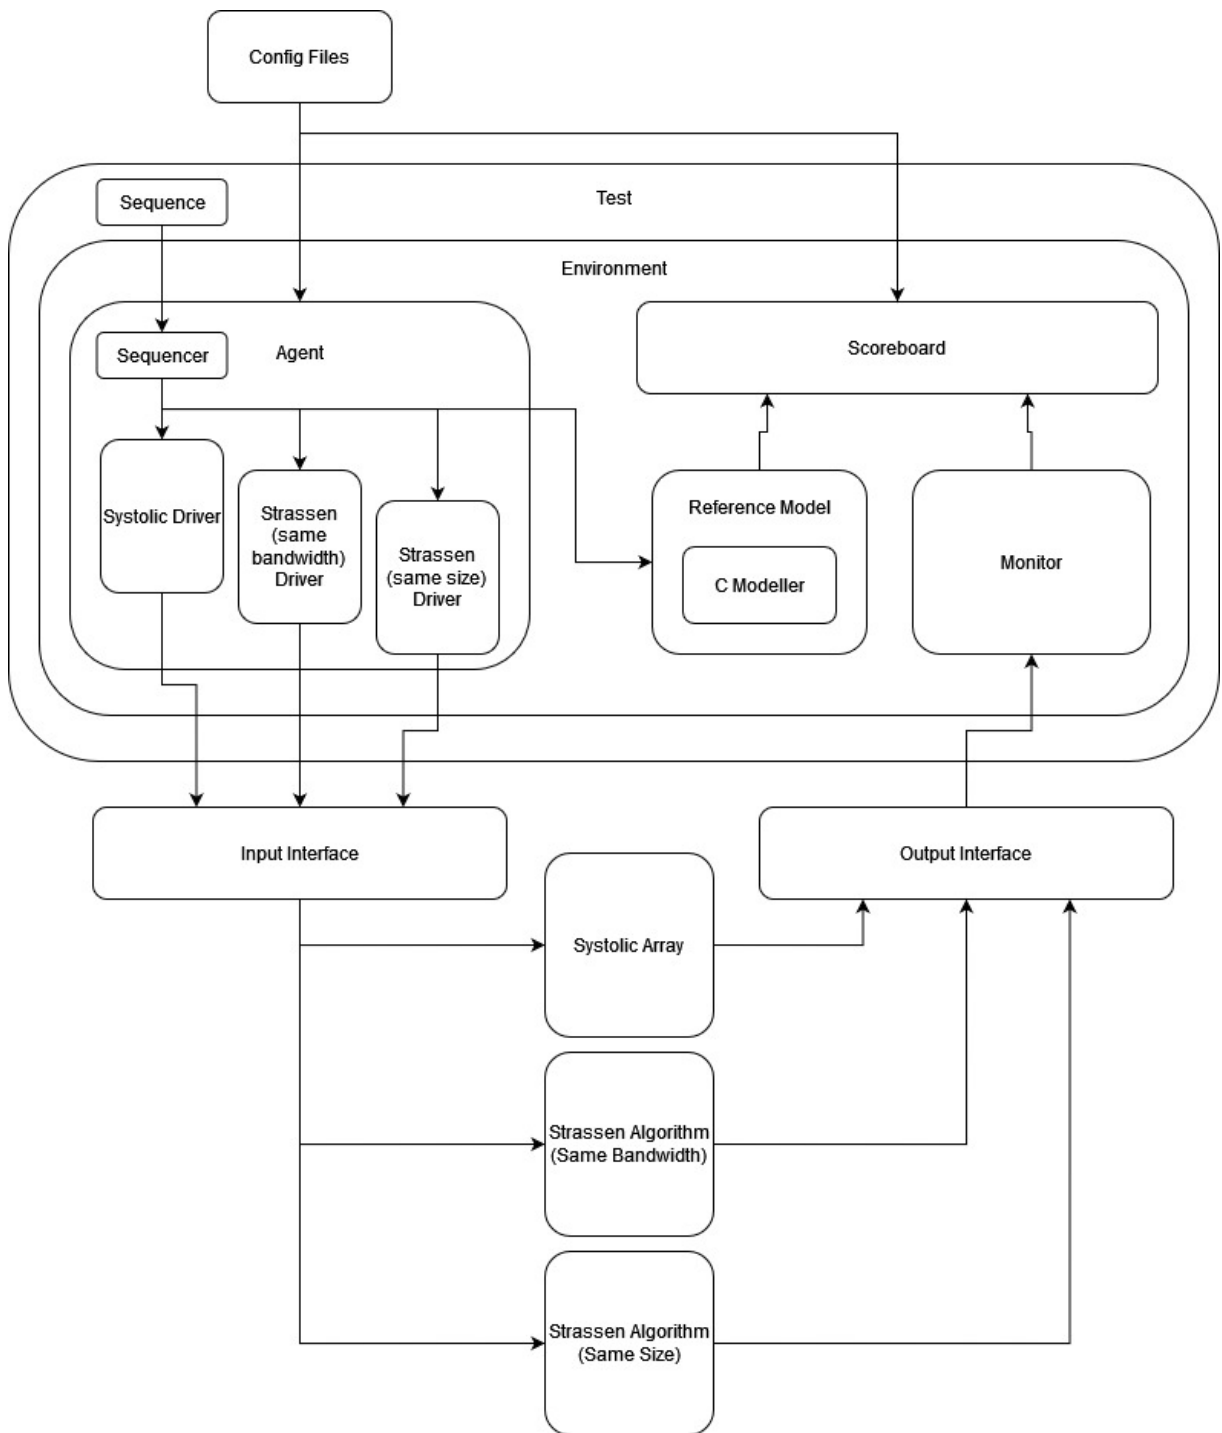 Config Files
Test
Sequence
Environment
Sequencer
Agent
Scoreboard
Systolic Driver
Strassen
(same
bandwidth)
Driver
Strassen
(same size)
Driver
Reference Model
C Modeller
Monitor
Input Interface
Output Interface
Systolic Array
Strassen Algorithm
(Same Bandwidth)
Strassen Algorithm
(Same Size)